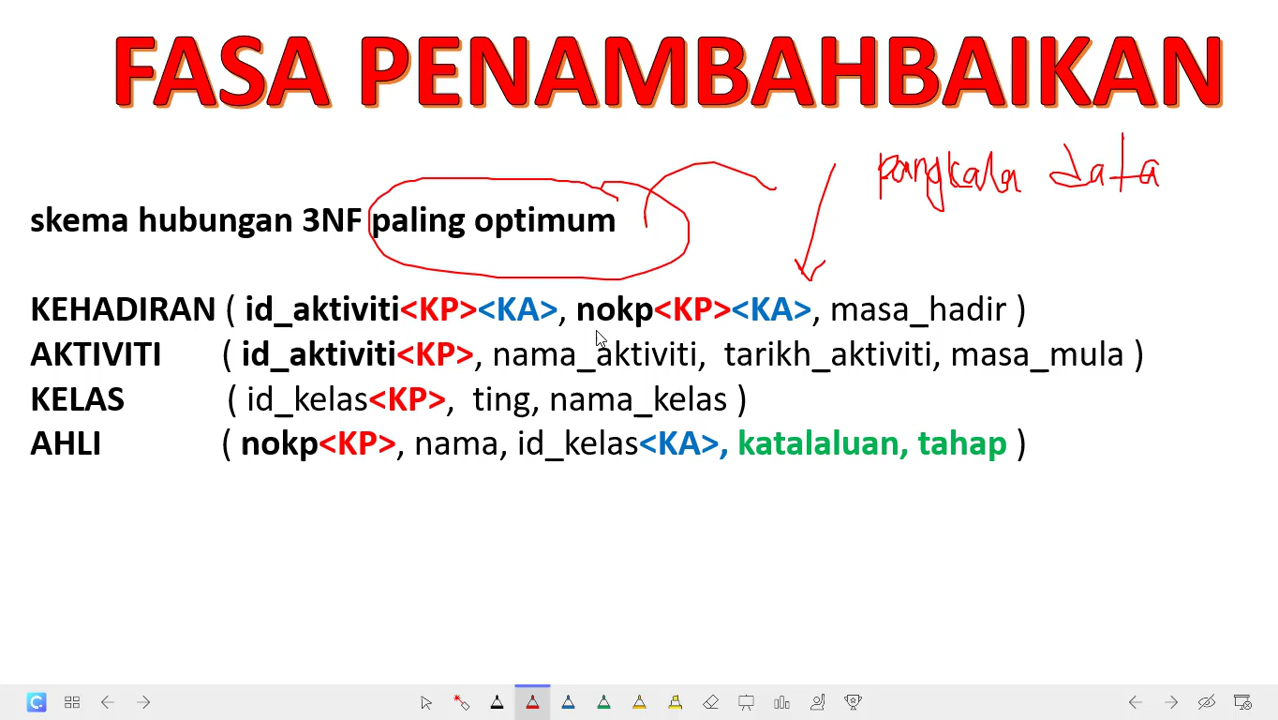 FASA PENAMBAHBAIKAN
pangkala data
skema hubungan 3NF paling optimum
KEHADIRAN ( id_aktiviti<KP><KA>, nokp<KP><KA>, masa_hadir )
AKTIVITI ( id_aktiviti<KP>, nama_aktiviti, tarikh_aktiviti, masa_mula )
KELAS ( id_kelas<KP>, ting, nama_kelas )
AHLI ( nokp<KP>, nama, id_kelas<KA>, katalaluan, tahap )